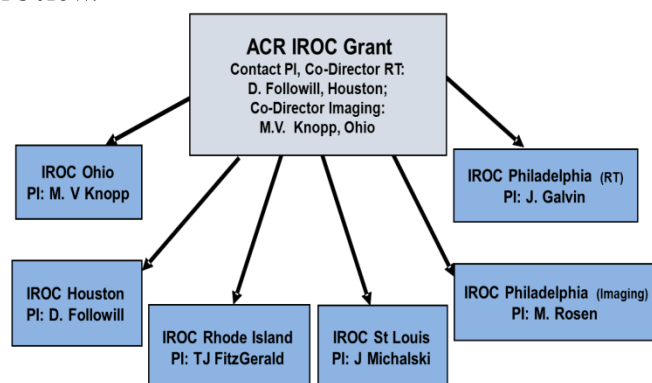 ACR IROC Grant
Contact PI, Co-Director RT:
D. Followill, Houston;
Co-Director Imaging:
M.V. Knopp, Ohio
IROC Ohio
PI: M. V Knopp
IROC Philadelphia (RT)
PI: J. Galvin
IROC Houston
PI: D. Followill
IROC Philadelphia (Imaging)
PI: M. Rosen
IROC Rhode Island
PI: TJ FitzGerald
IROC St Louis
PI: J Michalski